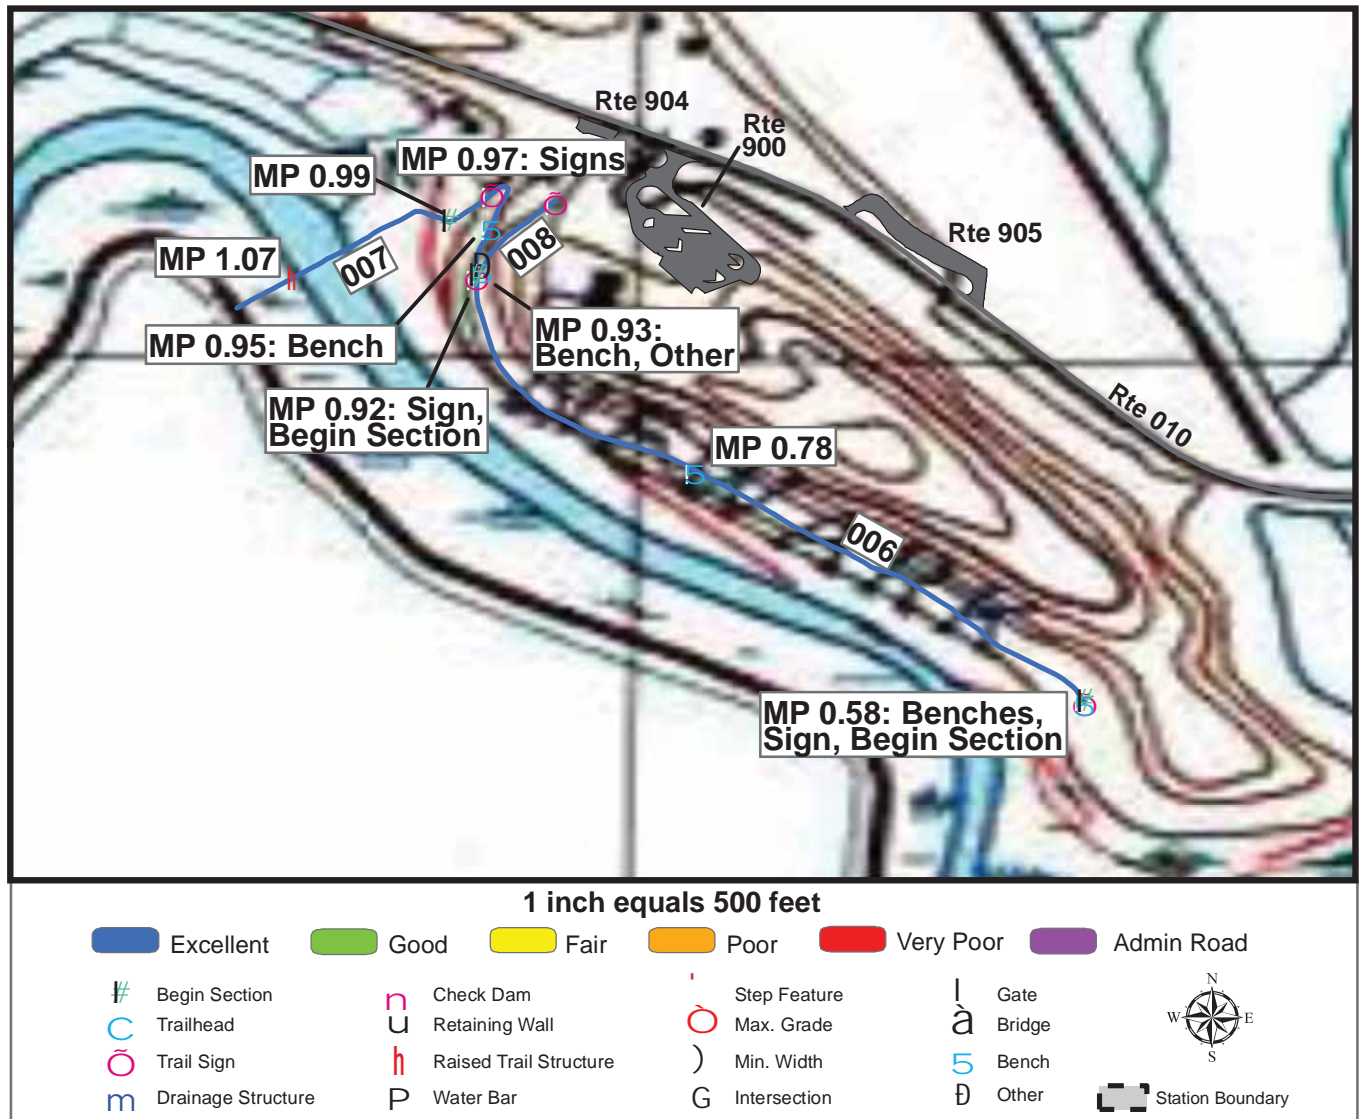 Rte 904
Rte
900
MP 0.97: Signs
MP 0.99
Rte 905
008
007
MP 1.07
MP 0.95: Bench
MP 0.93:
Bench, Other
MP 0.92: Sign,
Begin Section
Rte 010
MP 0.78
006
MP 0.58: Benches,
Sign, Begin Section
1 inch equals 500 feet
Excellent
Good
Fair
Poor
Very Poor
Admin Road
# Begin Section
n Check Dam
' Step Feature
I Gate
C Trailhead
u Retaining Wall
Ò Max. Grade
à Bridge
Õ Trail Sign
h Raised Trail Structure
) Min. Width
5 Bench
m Drainage Structure
P Water Bar
G Intersection
Ð Other
Station Boundary
N
W E
S